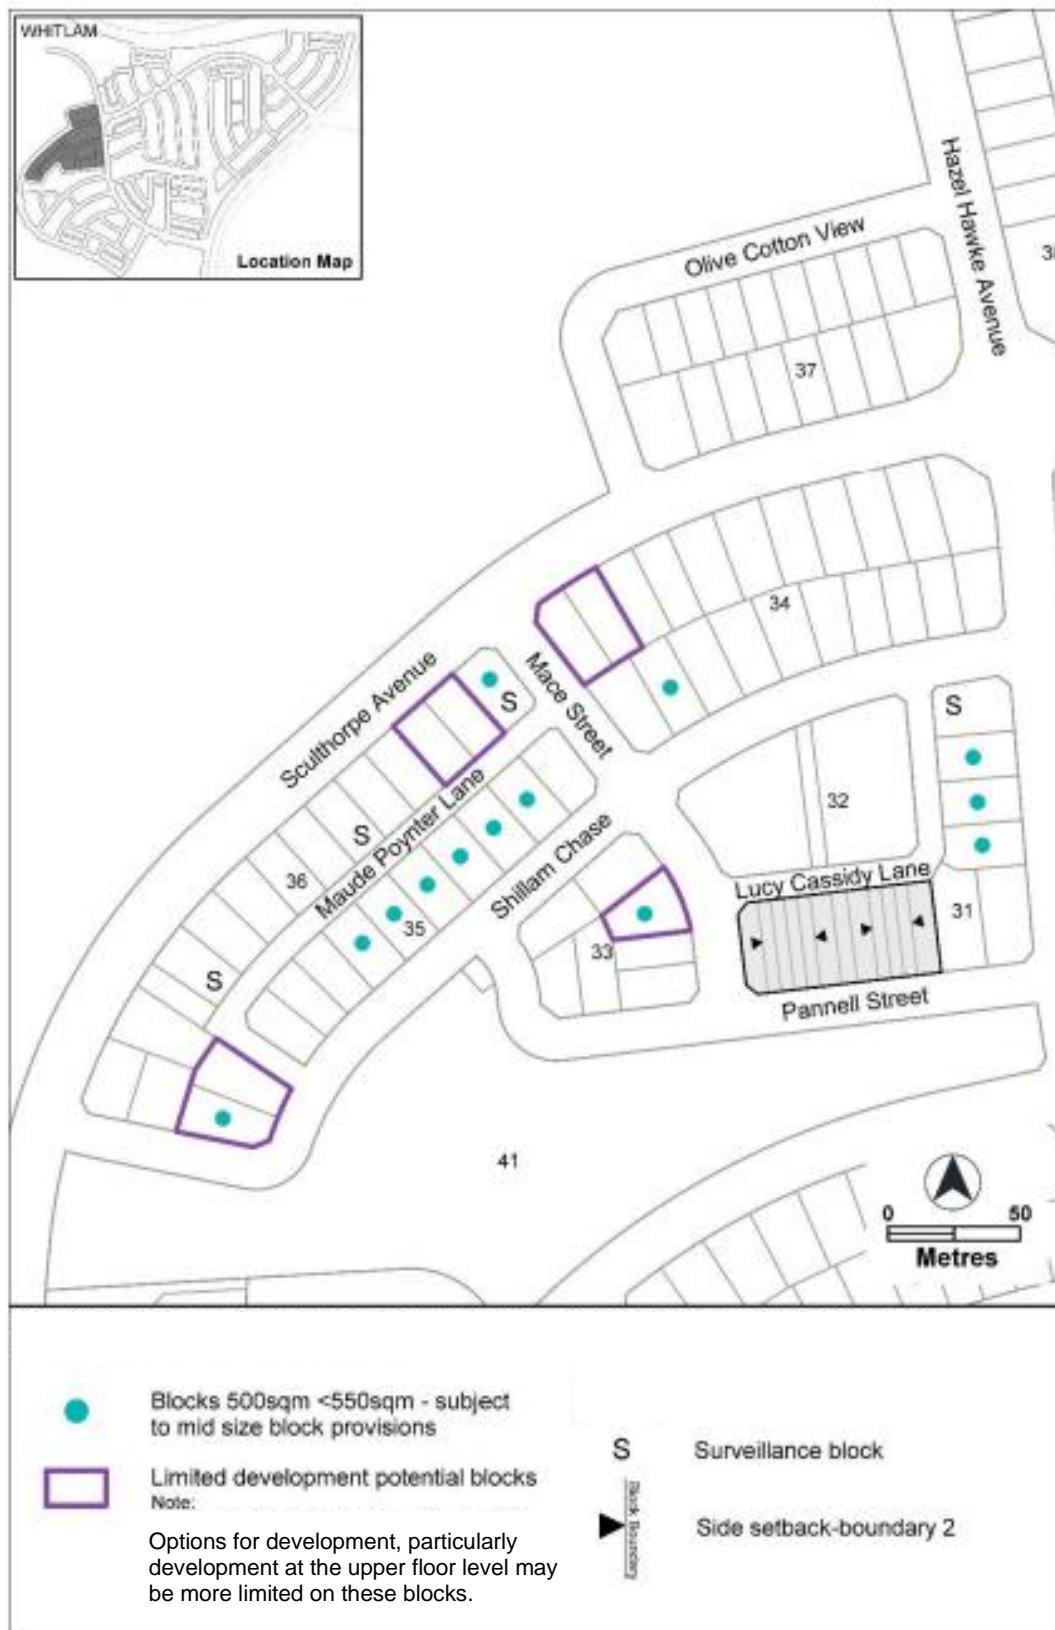 WHITLAM
Location Map
Hazel Hawke Avenue
Olive Cotton View
37
34
Mace Street
Sculthorpe Avenue
S
S
32
S
36
Maude Poynter Lane
Shillam Chase
Lucy Cassidy Lane
35
33
31
S
Pannell Street
41
0 50
Metres
Blocks 500sqm <550sqm - subject
to mid size block provisions
Limited development potential blocks
Note:
Options for development, particularly
development at the upper floor level may
be more limited on these blocks.
S Surveillance block
Block Boundary
Side setback-boundary 2